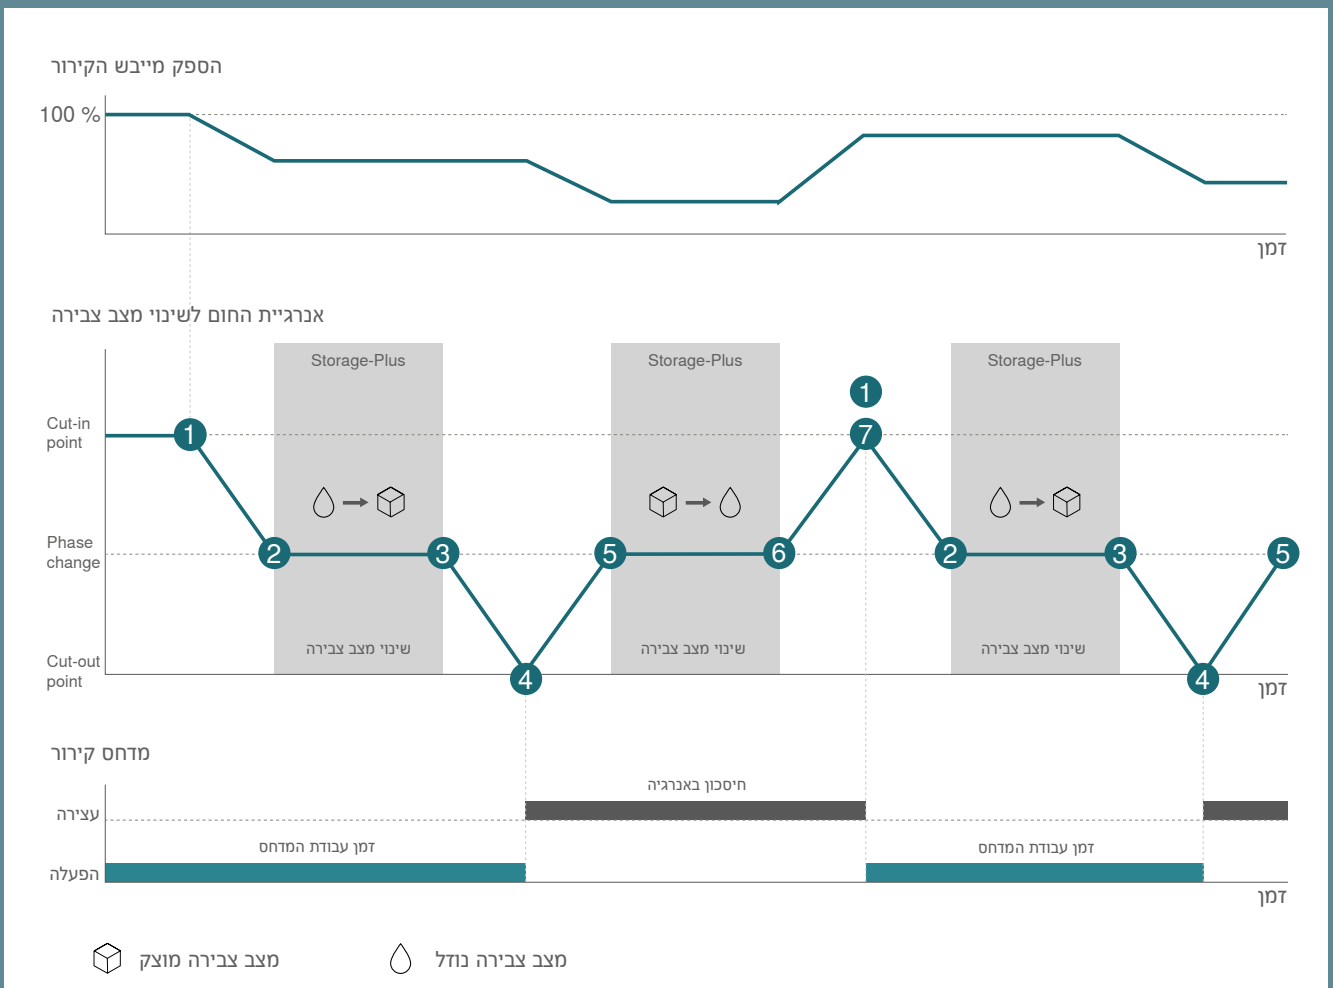 הספק מייבש הקירור
100 %
זמן
אנרגיית החום לשינוי מצב צבירה
Storage-Plus
Storage-Plus
Storage-Plus
1
Cut-in
point
1
7
Phase
change
2
3
5
6
2
3
5
שינוי מצב צבירה
שינוי מצב צבירה
שינוי מצב צבירה
Cut-out
point
4
4
זמן
מדחס קירור
חיסכון באנרגיה
עצירה
זמן עבודת המדחס
זמן עבודת המדחס
הפעלה
זמן
מצב צבירה מוצק
מצב צבירה נוזל